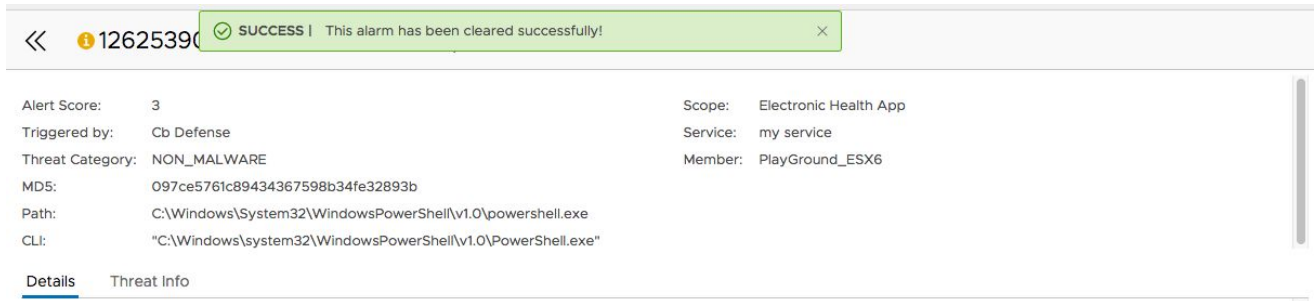 SUCCESS | This alarm has been cleared successfully!
Alert Score: 3
Triggered by: Cb Defense
Threat Category: NON_MALWARE
MD5: 097ce5761c89434367598b34fe32893b
Path: C:\Windows\System32\WindowsPowerShell\v1.0\powershell.exe
CLI: "C:\Windows\system32\WindowsPowerShell\v1.0\PowerShell.exe"
Scope: Electronic Health App
Service: my service
Member: PlayGround_ESX6
Details Threat Info